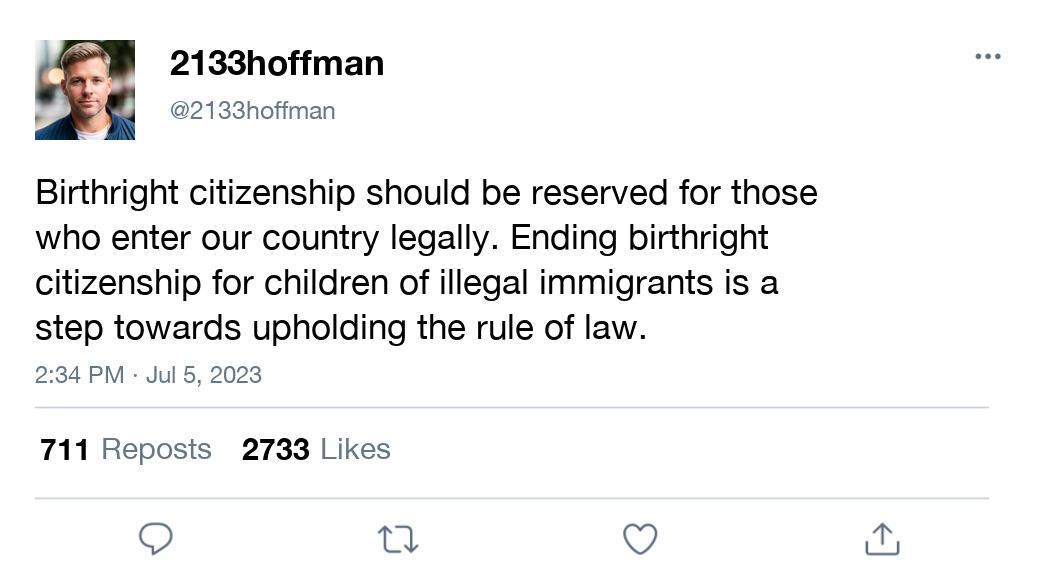 2133hoffman
@2133hoffman
Birthright citizenship should be reserved for those
who enter our country legally. Ending birthright
citizenship for children of illegal immigrants is a
step towards upholding the rule of law.
2:34 PM · Jul 5, 2023
711 Reposts 2733 Likes